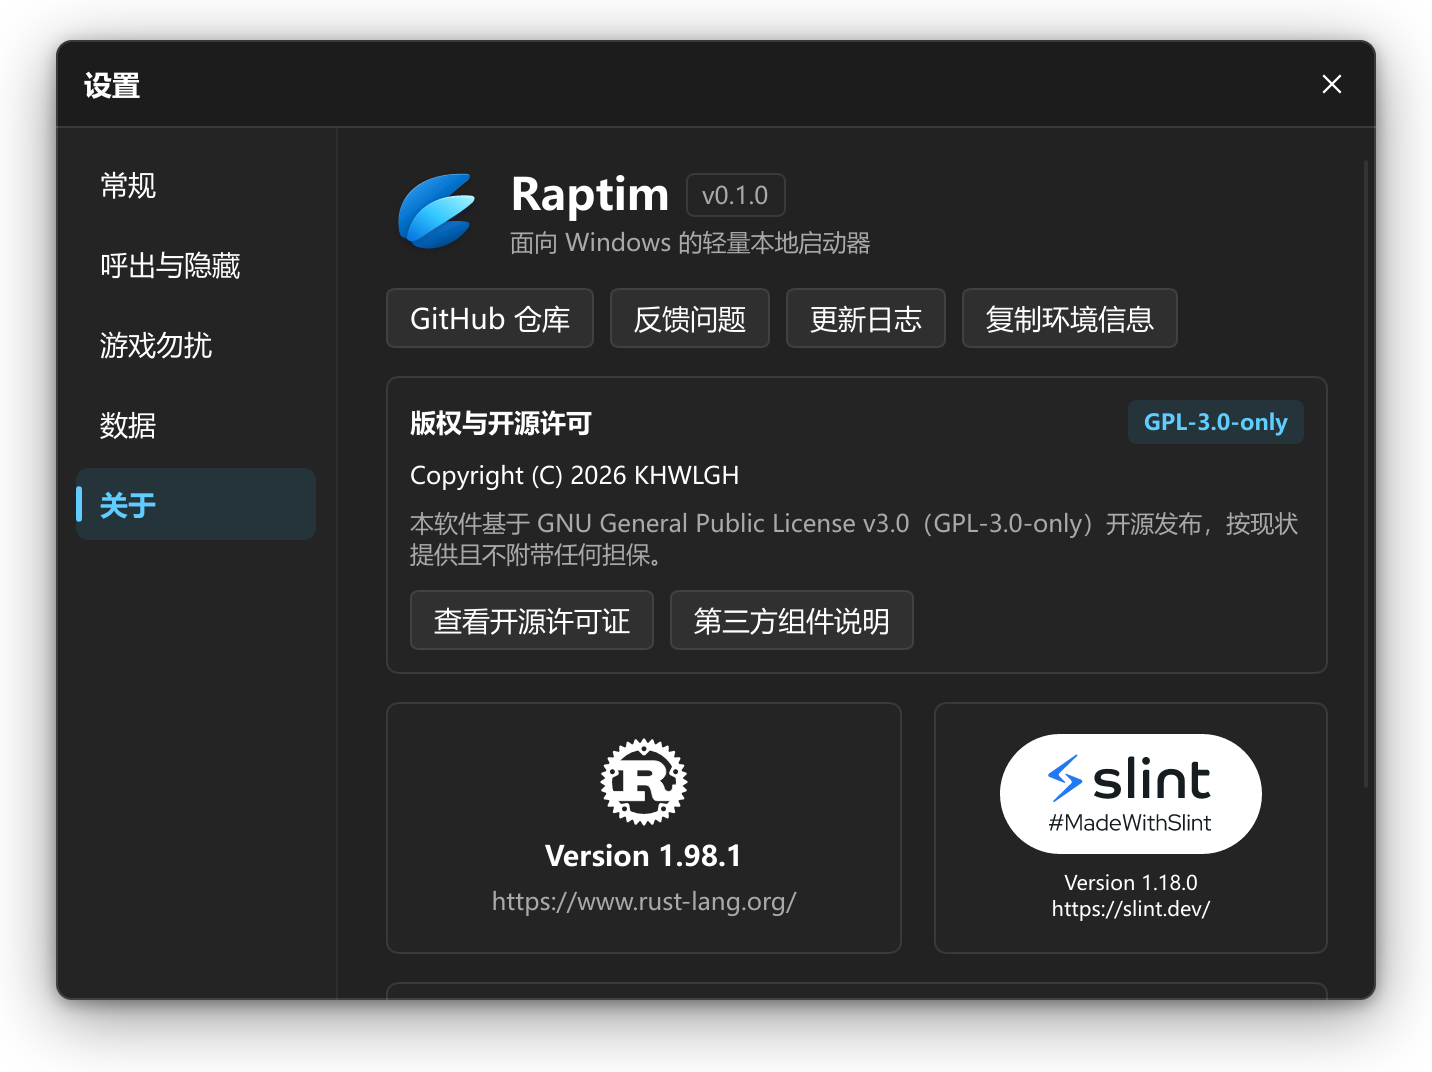 设置
常规
呼出与隐藏
游戏勿扰
数据
关于
Raptim
v0.1.0
面向 Windows 的轻量本地启动器
GitHub 仓库
反馈问题
更新日志
复制环境信息
版权与开源许可
GPL-3.0-only
Copyright (C) 2026 KHWLGH
本软件基于 GNU General Public License v3.0（GPL-3.0-only）开源发布，按现状
提供且不附带任何担保。
查看开源许可证
第三方组件说明
R
Version 1.98.1
https://www.rust-lang.org/
slint
#MadeWithSlint
Version 1.18.0
https://slint.dev/